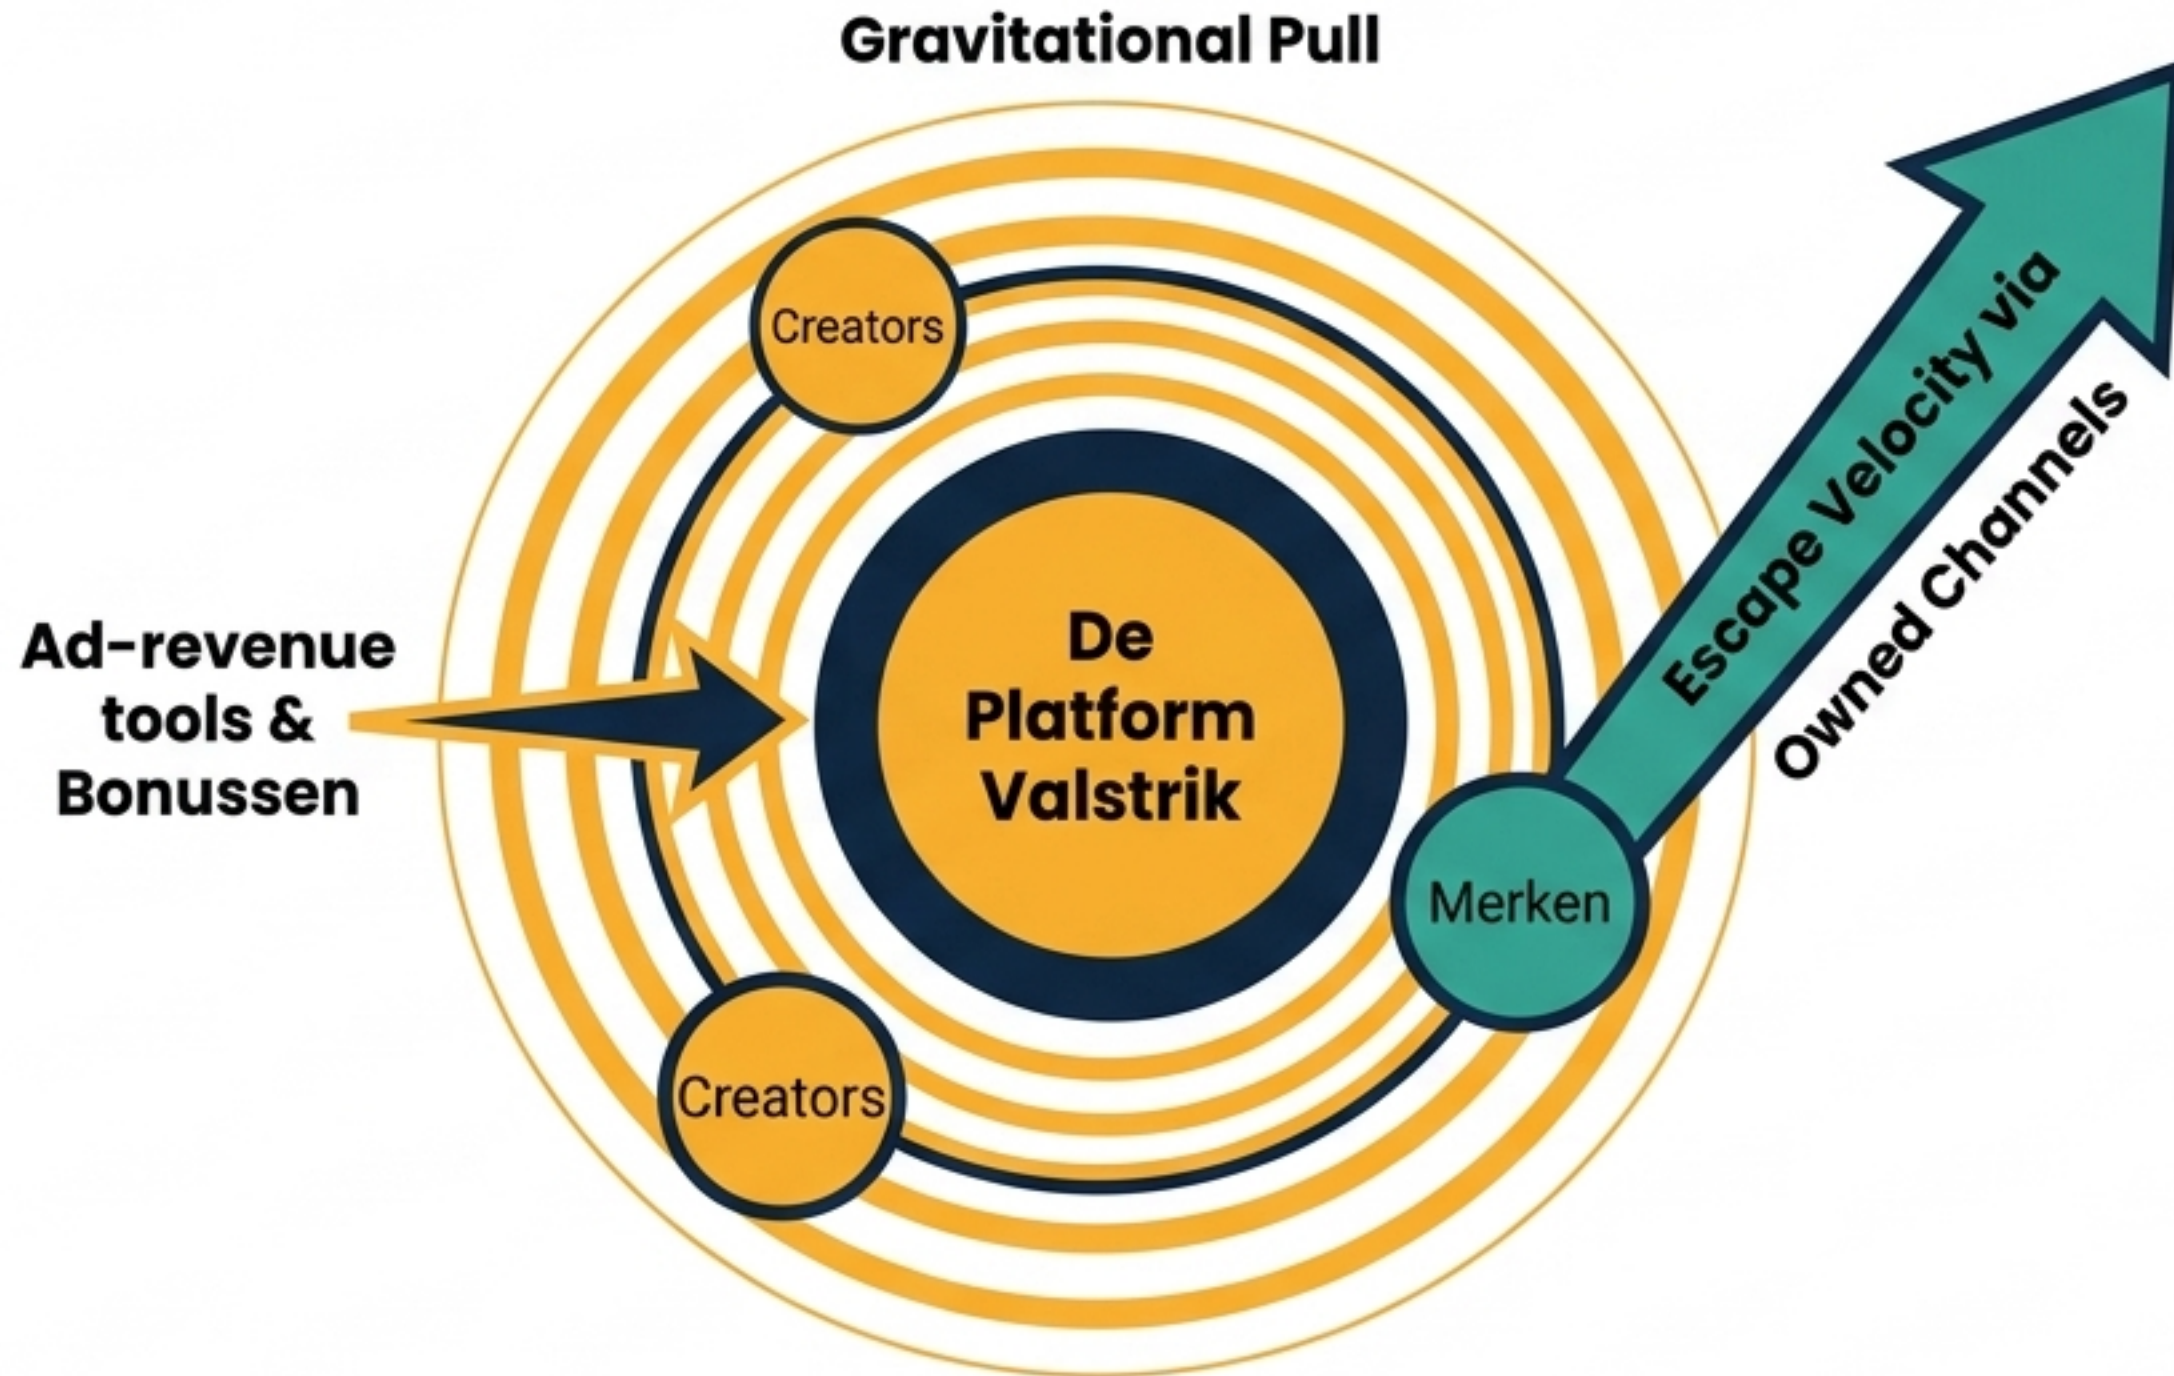 Gravitational Pull
Creators
Ad-revenue
tools &
Bonussen
De
Platform
Valstrik
Escape Velocity via
Owned Channels
Merken
Creators